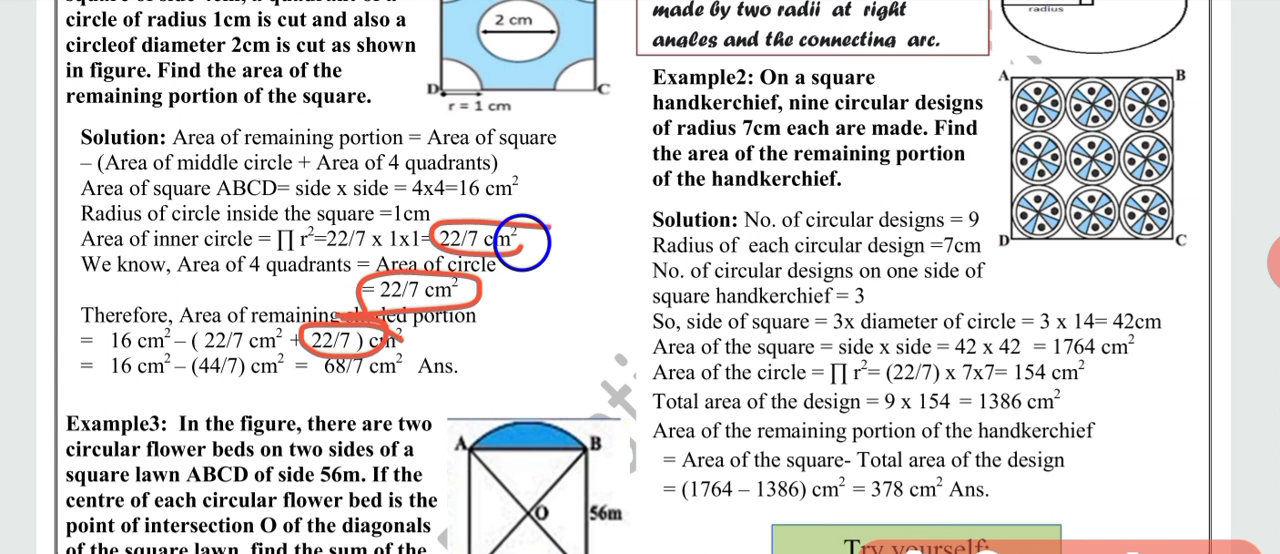 circle of radius 1cm is cut and also a
circleof diameter 2cm is cut as shown
in figure. Find the area of the
remaining portion of the square.
2 cm
D
C
r = 1 cm
Solution: Area of remaining portion = Area of square
– (Area of middle circle + Area of 4 quadrants)
Area of square ABCD= side x side = 4x4=16 cm²
Radius of circle inside the square =1cm
Area of inner circle = ∏ r²=22/7 x 1x1= 22/7 cm²
We know, Area of 4 quadrants = Area of circle
= 22/7 cm²
Therefore, Area of remaining portion
= 16 cm² – ( 22/7 cm² + 22/7 ) cm²
= 16 cm² – (44/7) cm² = 68/7 cm² Ans.
Example3: In the figure, there are two
circular flower beds on two sides of a
square lawn ABCD of side 56m. If the
centre of each circular flower bed is the
point of intersection O of the diagonals
of the square lawn, find the sum of the
A
B
O
56m
made by two radii at right
angles and the connecting arc.
radius
Example2: On a square
handkerchief, nine circular designs
of radius 7cm each are made. Find
the area of the remaining portion
of the handkerchief.
A
B
D
C
Solution: No. of circular designs = 9
Radius of each circular design =7cm
No. of circular designs on one side of
square handkerchief = 3
So, side of square = 3x diameter of circle = 3 x 14= 42cm
Area of the square = side x side = 42 x 42 = 1764 cm²
Area of the circle = ∏ r²= (22/7) x 7x7= 154 cm²
Total area of the design = 9 x 154 = 1386 cm²
Area of the remaining portion of the handkerchief
= Area of the square- Total area of the design
= (1764 – 1386) cm² = 378 cm² Ans.
Try yourself: